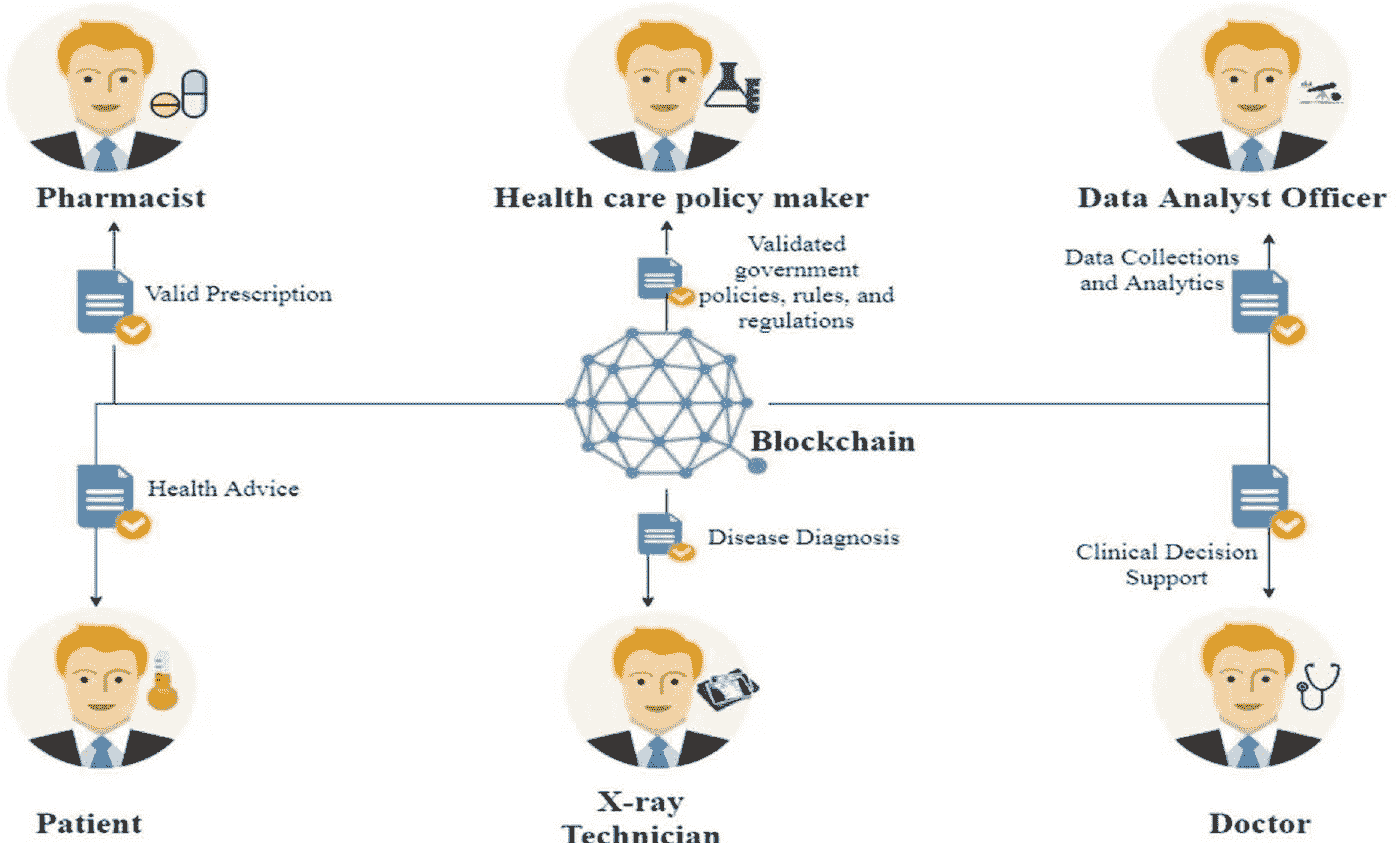 Pharmacist
Health care policy maker
Data Analyst Officer
Valid Prescription
Validated
government
policies, rules, and
regulations
Data Collections
and Analytics
Blockchain
Health Advice
Disease Diagnosis
Clinical Decision
Support
Patient
X-ray
Technician
Doctor